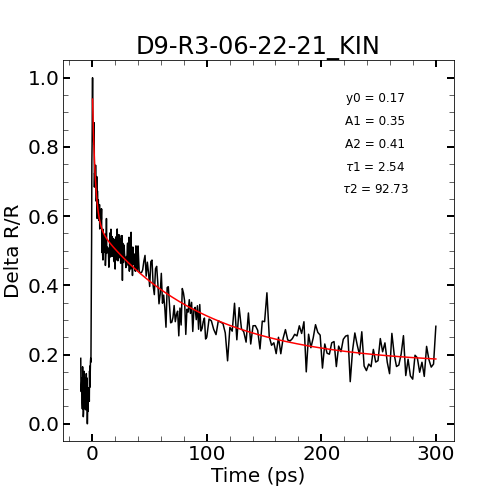 D9-R3-06-22-21_KIN
1.0
0.8
0.6
0.4
0.2
0.0
Delta R/R
y0 = 0.17
A1 = 0.35
A2 = 0.41
τ1 = 2.54
τ2 = 92.73
0 100 200 300
Time (ps)